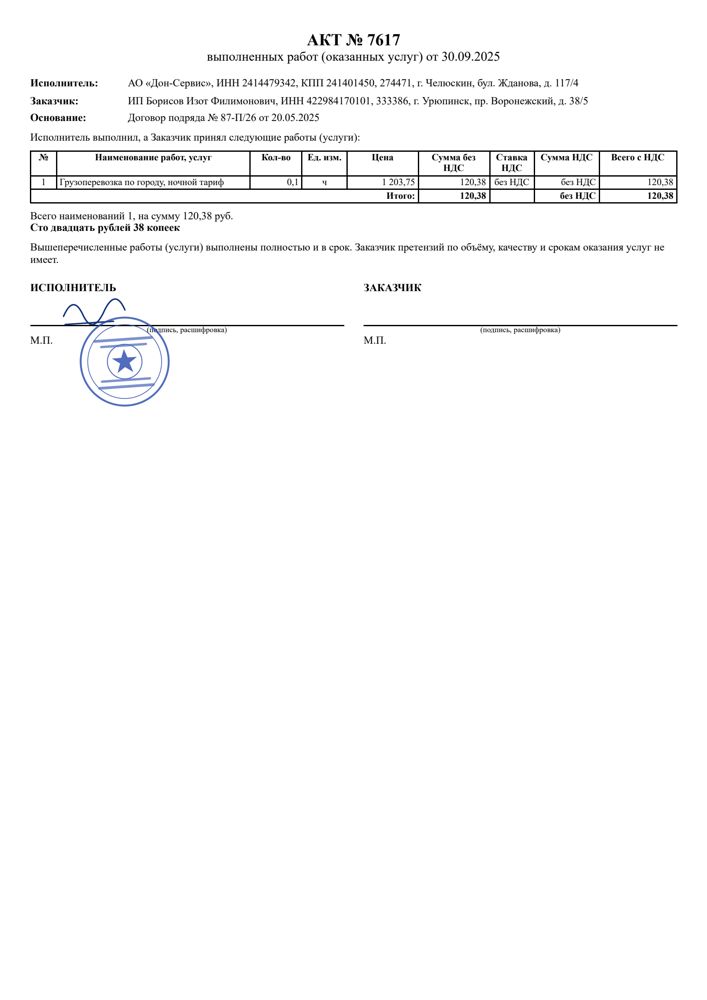 АКТ № 7617
выполненных работ (оказанных услуг) от 30.09.2025
Исполнитель: АО «Дон-Сервис», ИНН 2414479342, КПП 241401450, 274471, г. Челюскин, бул. Жданова, д. 117/4
Заказчик: ИП Борисов Изот Филимонович, ИНН 422984170101, 333386, г. Урюпинск, пр. Воронежский, д. 38/5
Основание: Договор подряда № 87-П/26 от 20.05.2025
Исполнитель выполнил, а Заказчик принял следующие работы (услуги):
№ Наименование работ, услуг Кол-во Ед. изм. Цена Сумма без НДС Ставка НДС Сумма НДС Всего с НДС
1 Грузоперевозка по городу, ночной тариф 0,1 ч 1 203,75 120,38 без НДС без НДС 120,38
Итого: 120,38 без НДС 120,38
Всего наименований 1, на сумму 120,38 руб.
Сто двадцать рублей 38 копеек
Вышеперечисленные работы (услуги) выполнены полностью и в срок. Заказчик претензий по объёму, качеству и срокам оказания услуг не
имеет.
ИСПОЛНИТЕЛЬ ЗАКАЗЧИК
(подпись, расшифровка) (подпись, расшифровка)
М.П. М.П.